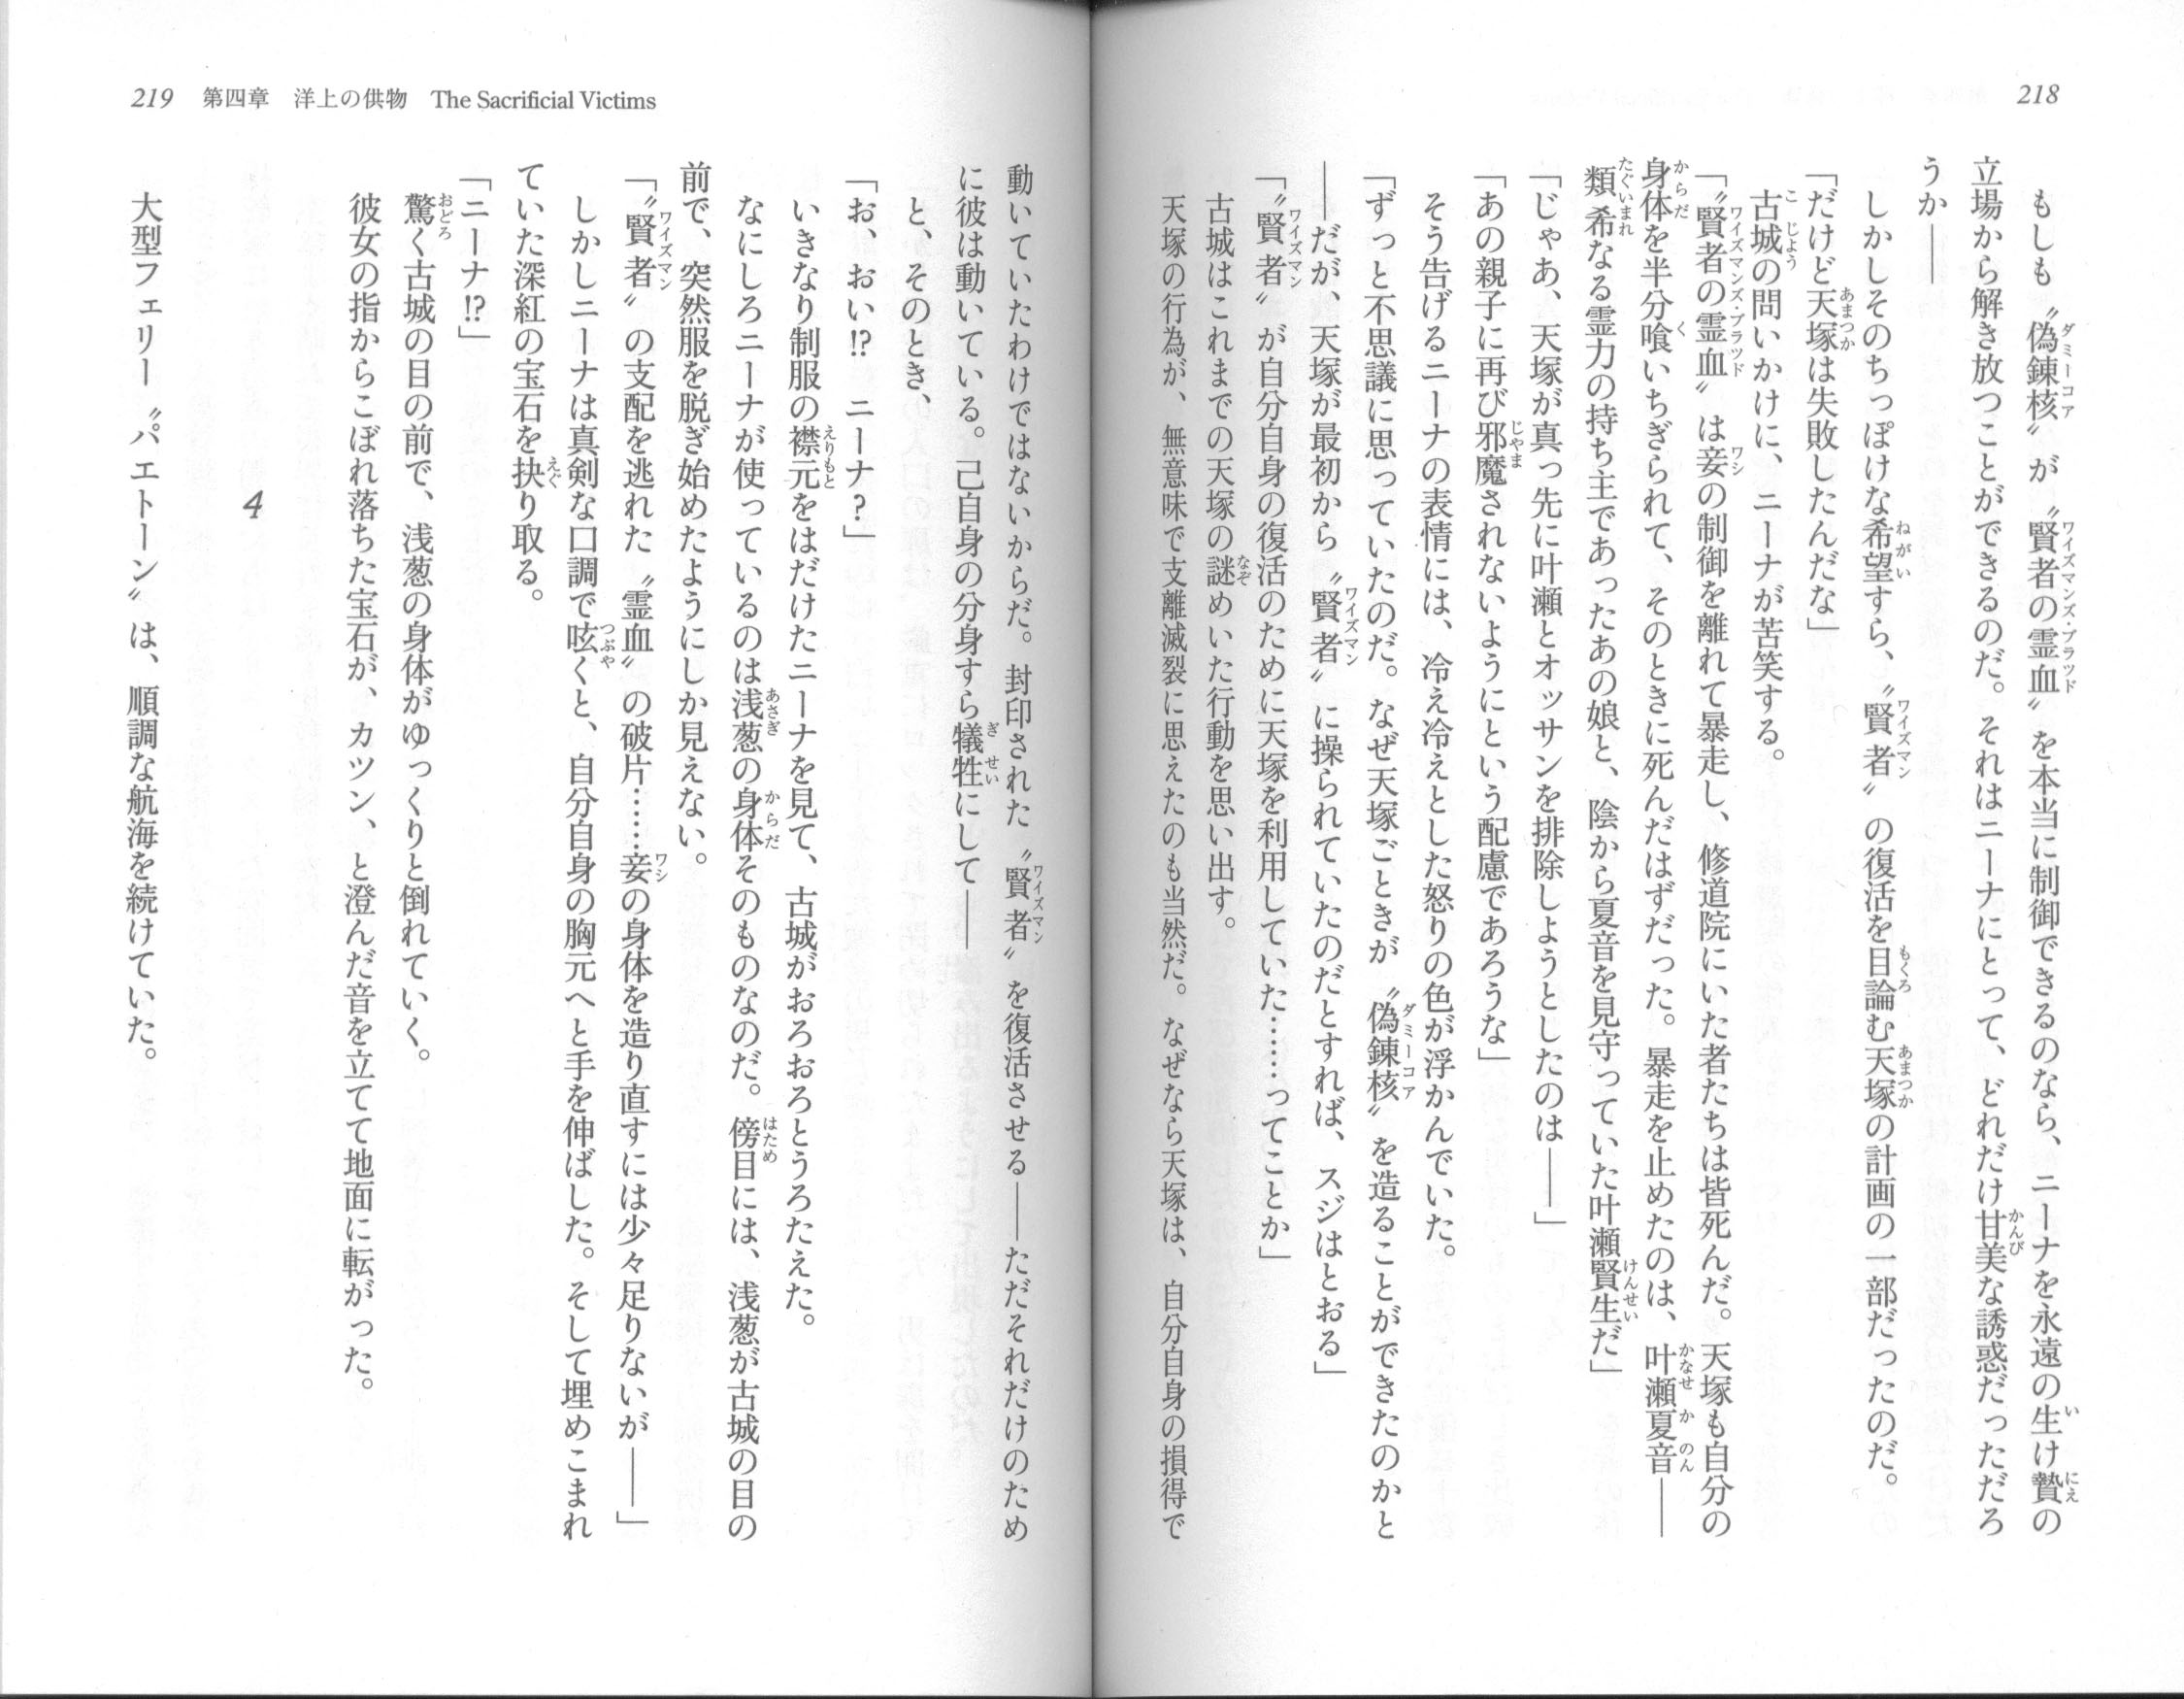 218
もしも〝偽錬核〟が〝賢者の霊血〟を本当に制御できるのなら、ニーナを永遠の生け贄の
立場から解き放つことができるのだ。それはニーナにとって、どれだけ甘美な誘惑だっただろ
うか――
しかしそのちっぽけな希望すら、〝賢者〟の復活を目論む天塚の計画の一部だったのだ。
「だけど天塚は失敗したんだな」
古城の問いかけに、ニーナが苦笑する。
「〝賢者の霊血〟は妾の制御を離れて暴走し、修道院にいた者たちは皆死んだ。天塚も自分の
身体を半分喰いちぎられて、そのときに死んだはずだった。暴走を止めたのは、叶瀬夏音――
類希なる霊力の持ち主であったあの娘と、陰から夏音を見守っていた叶瀬賢生だ」
「じゃあ、天塚が真っ先に叶瀬とオッサンを排除しようとしたのは――」
「あの親子に再び邪魔されないようにという配慮であろうな」
そう告げるニーナの表情には、冷え冷えとした怒りの色が浮かんでいた。
「ずっと不思議に思っていたのだ。なぜ天塚ごときが〝偽錬核〟を造ることができたのかと
――だが、天塚が最初から〝賢者〟に操られていたのだとすれば、スジはとおる」
「〝賢者〟が自分自身の復活のために天塚を利用していた……ってことか」
古城はこれまでの天塚の謎めいた行動を思い出す。
天塚の行為が、無意味で支離滅裂に思えたのも当然だ。なぜなら天塚は、自分自身の損得で
219 第四章 洋上の供物 The Sacrificial Victims
動いていたわけではないからだ。封印された〝賢者〟を復活させる――ただそれだけのため
に彼は動いている。己自身の分身すら犠牲にして――
と、そのとき、
「お、おい!? ニーナ?」
いきなり制服の襟元をはだけたニーナを見て、古城がおろおろとうろたえた。
なにしろニーナが使っているのは浅葱の身体そのものなのだ。傍目には、浅葱が古城の目の
前で、突然服を脱ぎ始めたようにしか見えない。
「〝賢者〟の支配を逃れた〝霊血〟の破片……妾の身体を造り直すには少々足りないが――」
しかしニーナは真剣な口調で呟くと、自分自身の胸元へと手を伸ばした。そして埋めこまれ
ていた深紅の宝石を抉り取る。
「ニーナ!?」
驚く古城の目の前で、浅葱の身体がゆっくりと倒れていく。
彼女の指からこぼれ落ちた宝石が、カツン、と澄んだ音を立てて地面に転がった。
4
大型フェリー〝パエトーン〟は、順調な航海を続けていた。